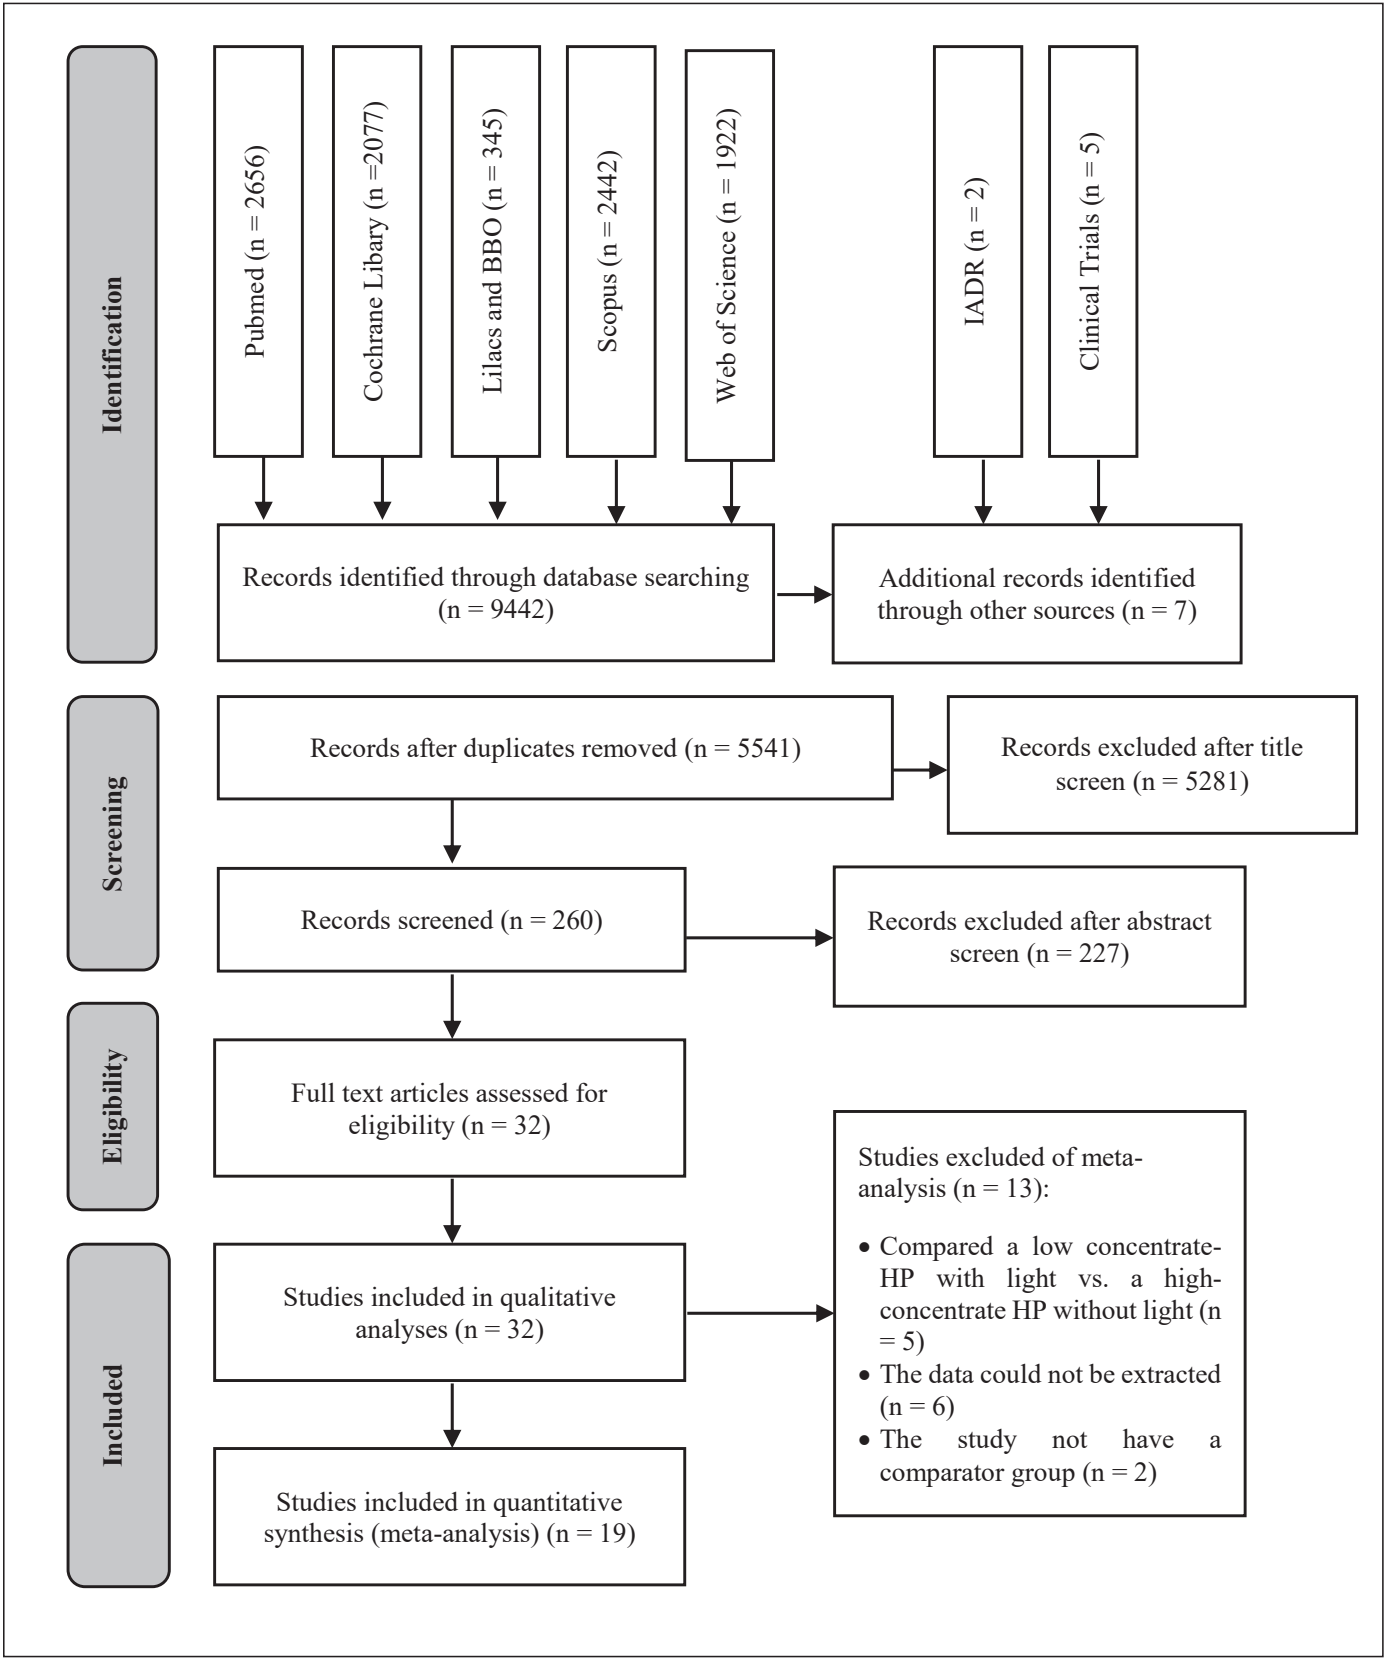 Identification
Pubmed (n = 2656)
Cochrane Libary (n =2077)
Lilacs and BBO (n = 345)
Scopus (n = 2442)
Web of Science (n = 1922)
IADR (n = 2)
Clinical Trials (n = 5)
Records identified through database searching
(n = 9442)
Additional records identified
through other sources (n = 7)
Screening
Records after duplicates removed (n = 5541)
Records excluded after title
screen (n = 5281)
Records screened (n = 260)
Records excluded after abstract
screen (n = 227)
Eligibility
Full text articles assessed for
eligibility (n = 32)
Included
Studies included in qualitative
analyses (n = 32)
Studies excluded of meta-
analysis (n = 13):
• Compared a low concentrate-
HP with light vs. a high-
concentrate HP without light (n
= 5)
• The data could not be extracted
(n = 6)
• The study not have a
comparator group (n = 2)
Studies included in quantitative
synthesis (meta-analysis) (n = 19)